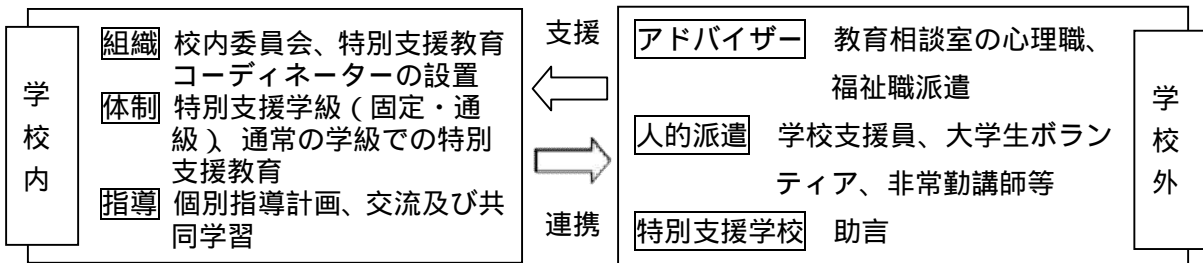 学校内
組織 校内委員会、特別支援教育
コーディネーターの設置
体制 特別支援学級（固定・通
級）、通常の学級での特別
支援教育
指導 個別指導計画、交流及び共
同学習
支援
連携
アドバイザー 教育相談室の心理職、
福祉職派遣
人的派遣 学校支援員、大学生ボラン
ティア、非常勤講師等
特別支援学校 助言
学校外